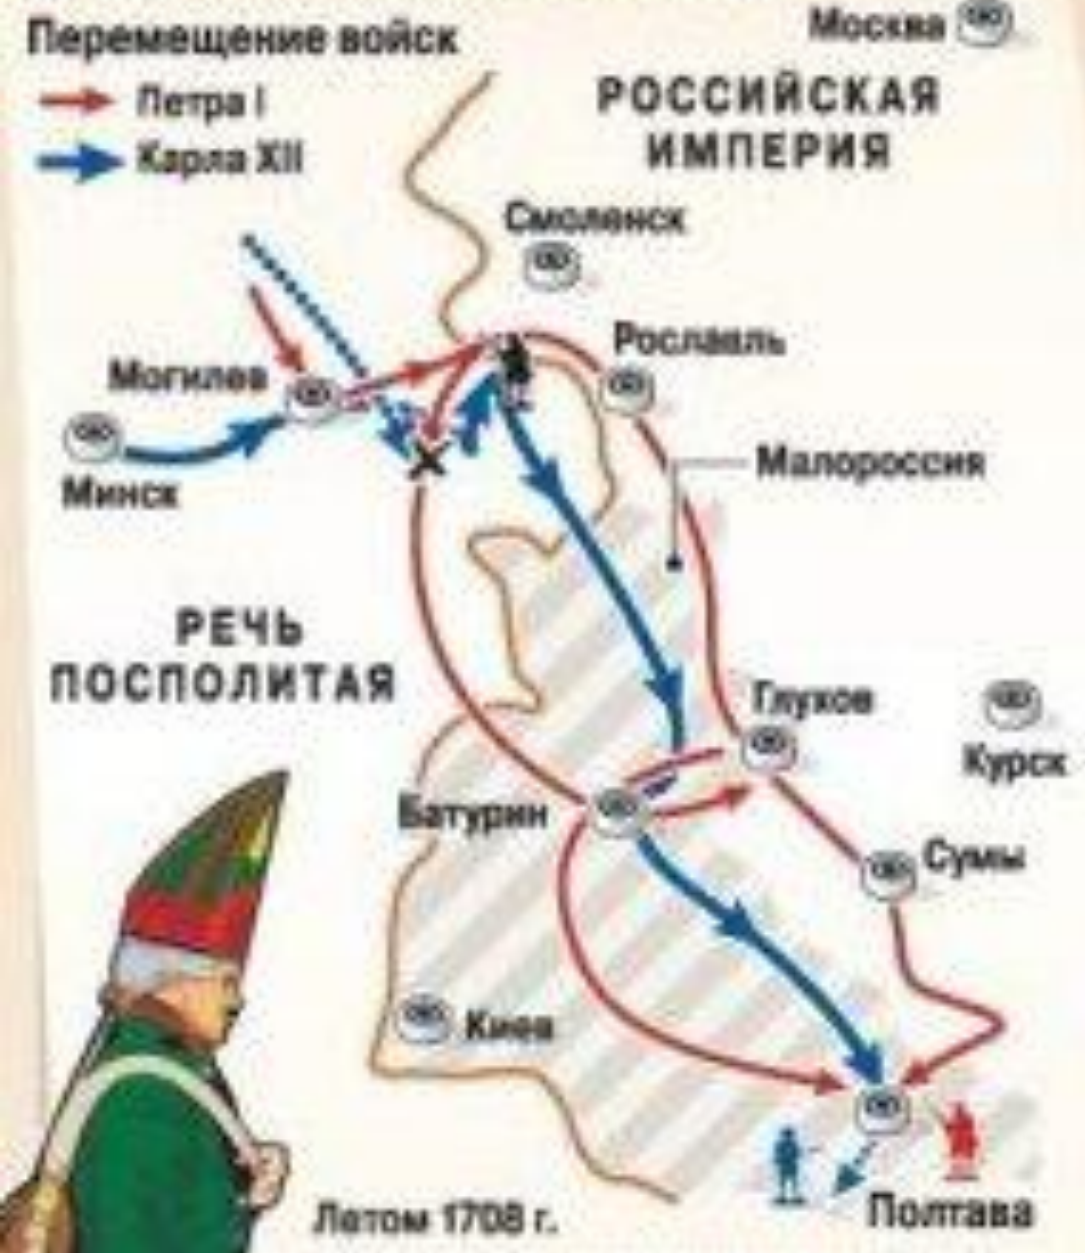 Перемещение войск
Петра I
Карла XII
Москва
РОССИЙСКАЯ
ИМПЕРИЯ
Смоленск
Рославль
Могилев
Минск
Малороссия
РЕЧЬ
ПОСПОЛИТАЯ
Глухов
Курск
Батурин
Сумы
Киев
Полтава
Летом 1708 г.